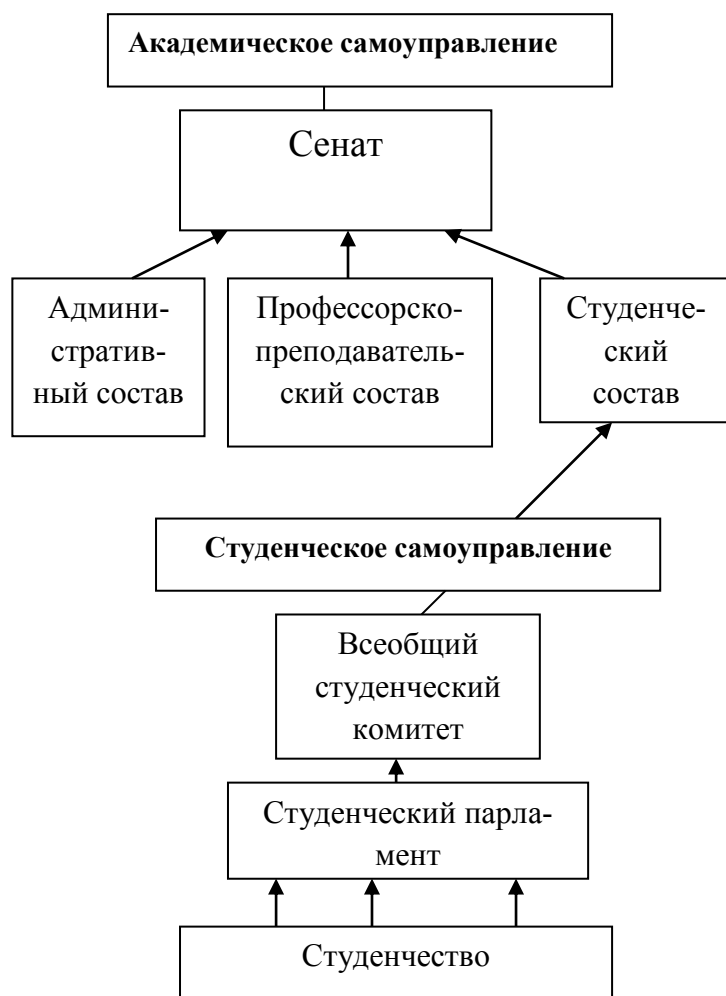 Академическое самоуправление
Сенат
Админи-
стратив-
ный состав
Профессорско-
преподаватель-
ский состав
Студенче-
ский
состав
Студенческое самоуправление
Всеобщий
студенческий
комитет
Студенческий парла-
мент
Студенчество